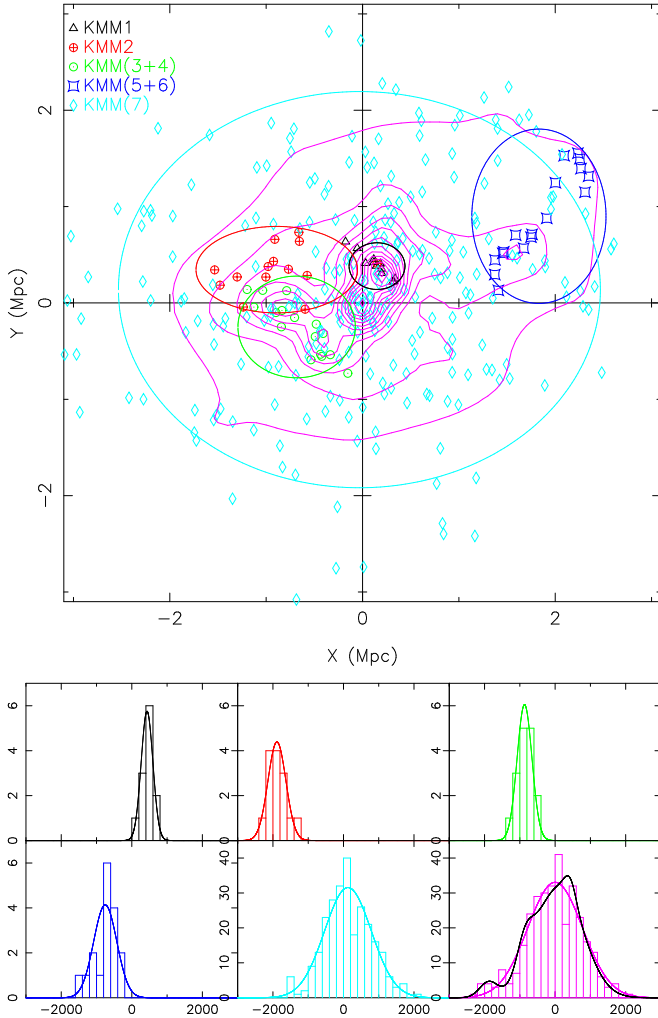 △ KMM1
⊕ KMM2
○ KMM(3+4)
KMM(5+6)
◇ KMM(7)
2
0
−2
Y (Mpc)
−2 0 2
X (Mpc)
6 4 2 0
6 4 2 0
6 4 2 0
6 4 2 0
40 30 20 10 0
40 30 20 10 0
−2000 0 2000
−2000 0 2000
−2000 0 2000